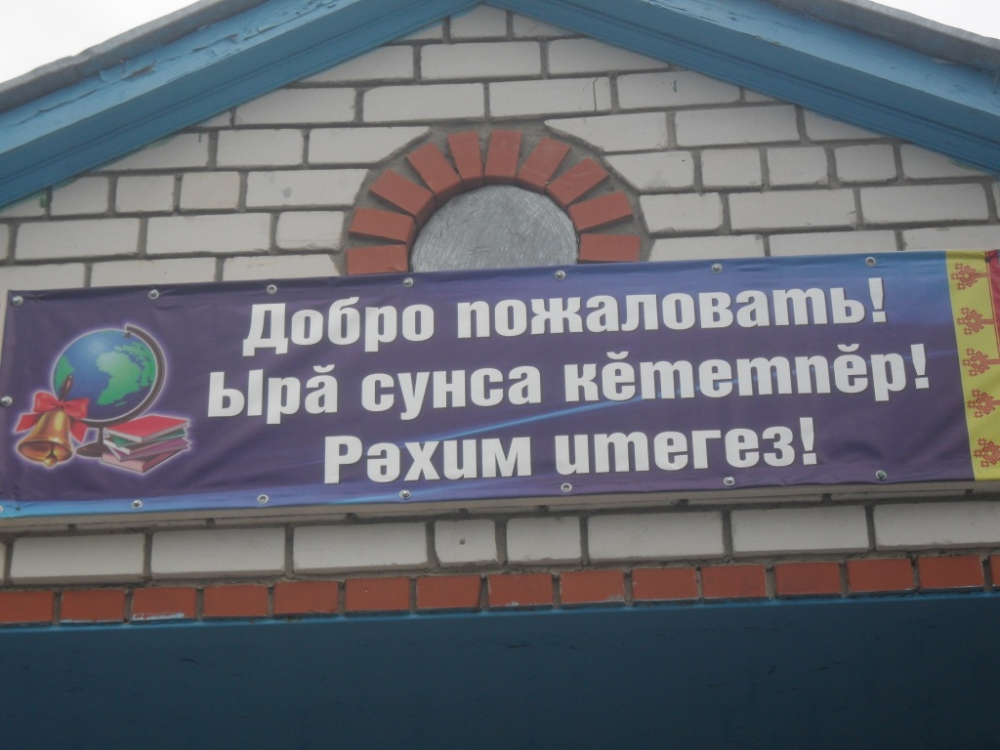 Добро пожаловать!
Ырӑ сунса кӗтетпӗр!
Рәхим итегез!